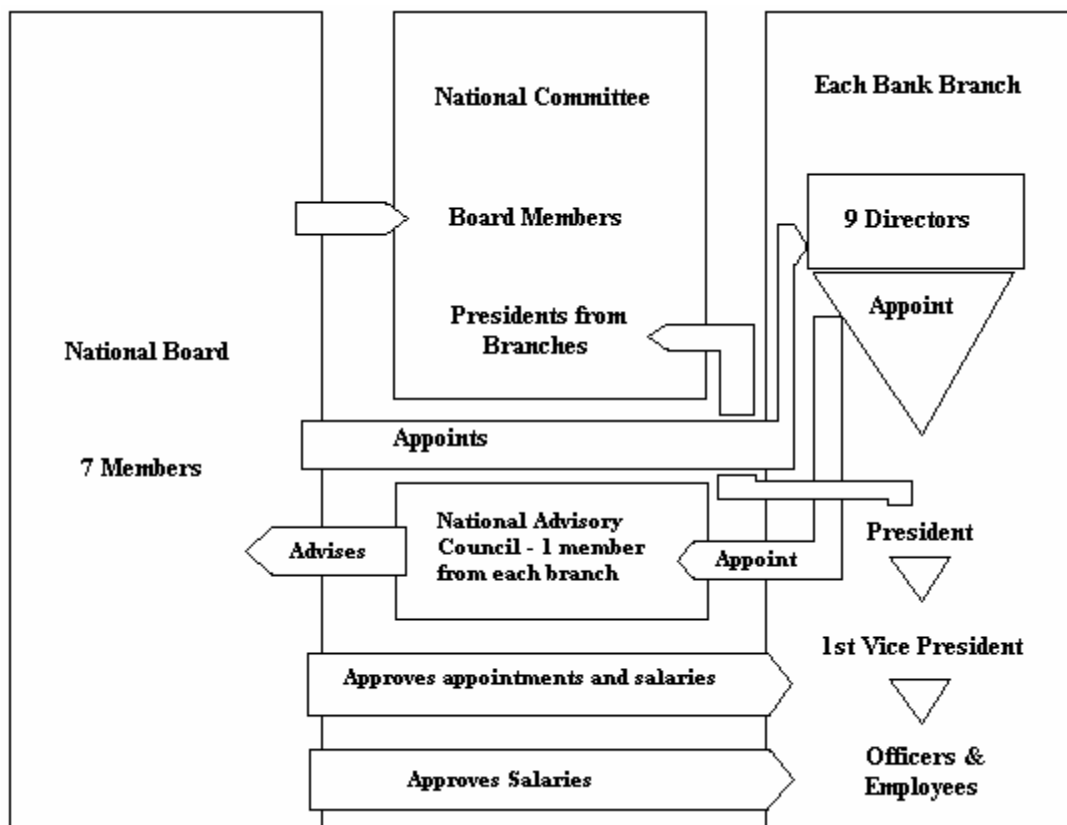 National Board
7 Members
National Committee
Board Members
Presidents from
Branches
Appoints
National Advisory
Council - 1 member
from each branch
Advises
Appoint
Approves appointments and salaries
Approves Salaries
Each Bank Branch
9 Directors
Appoint
President
1st Vice President
Officers &
Employees